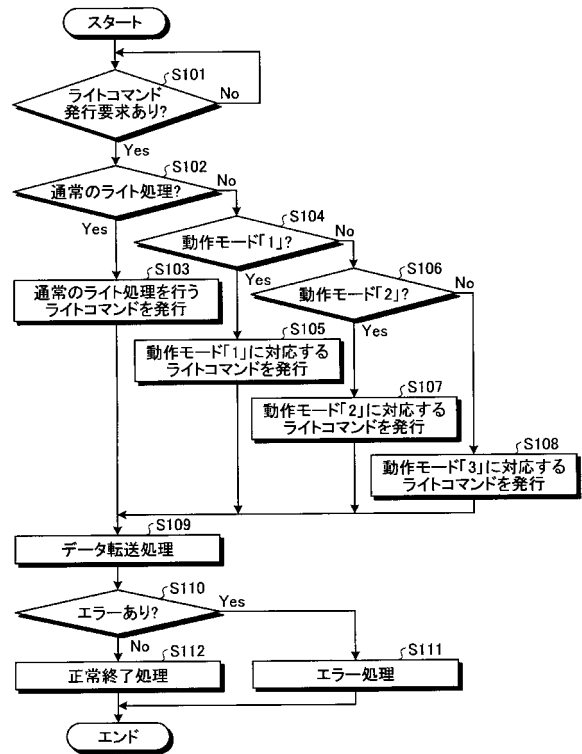 スタート
S101
ライトコマンド
発行要求あり?
No
Yes
S102
通常のライト処理?
No
Yes
S104
動作モード「1」?
No
Yes
S103
通常のライト処理を行う
ライトコマンドを発行
S106
動作モード「2」?
No
Yes
S105
動作モード「1」に対応する
ライトコマンドを発行
S107
動作モード「2」に対応する
ライトコマンドを発行
S108
動作モード「3」に対応する
ライトコマンドを発行
S109
データ転送処理
S110
エラーあり?
Yes
No
S112
正常終了処理
S111
エラー処理
エンド